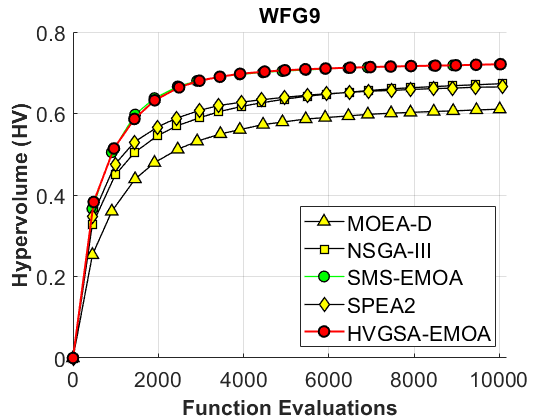 WFG9
Hypervolume (HV)
0.8
0.6
0.4
0.2
0
0 2000 4000 6000 8000 10000
Function Evaluations
MOEA-D
NSGA-III
SMS-EMOA
SPEA2
HVGSA-EMOA